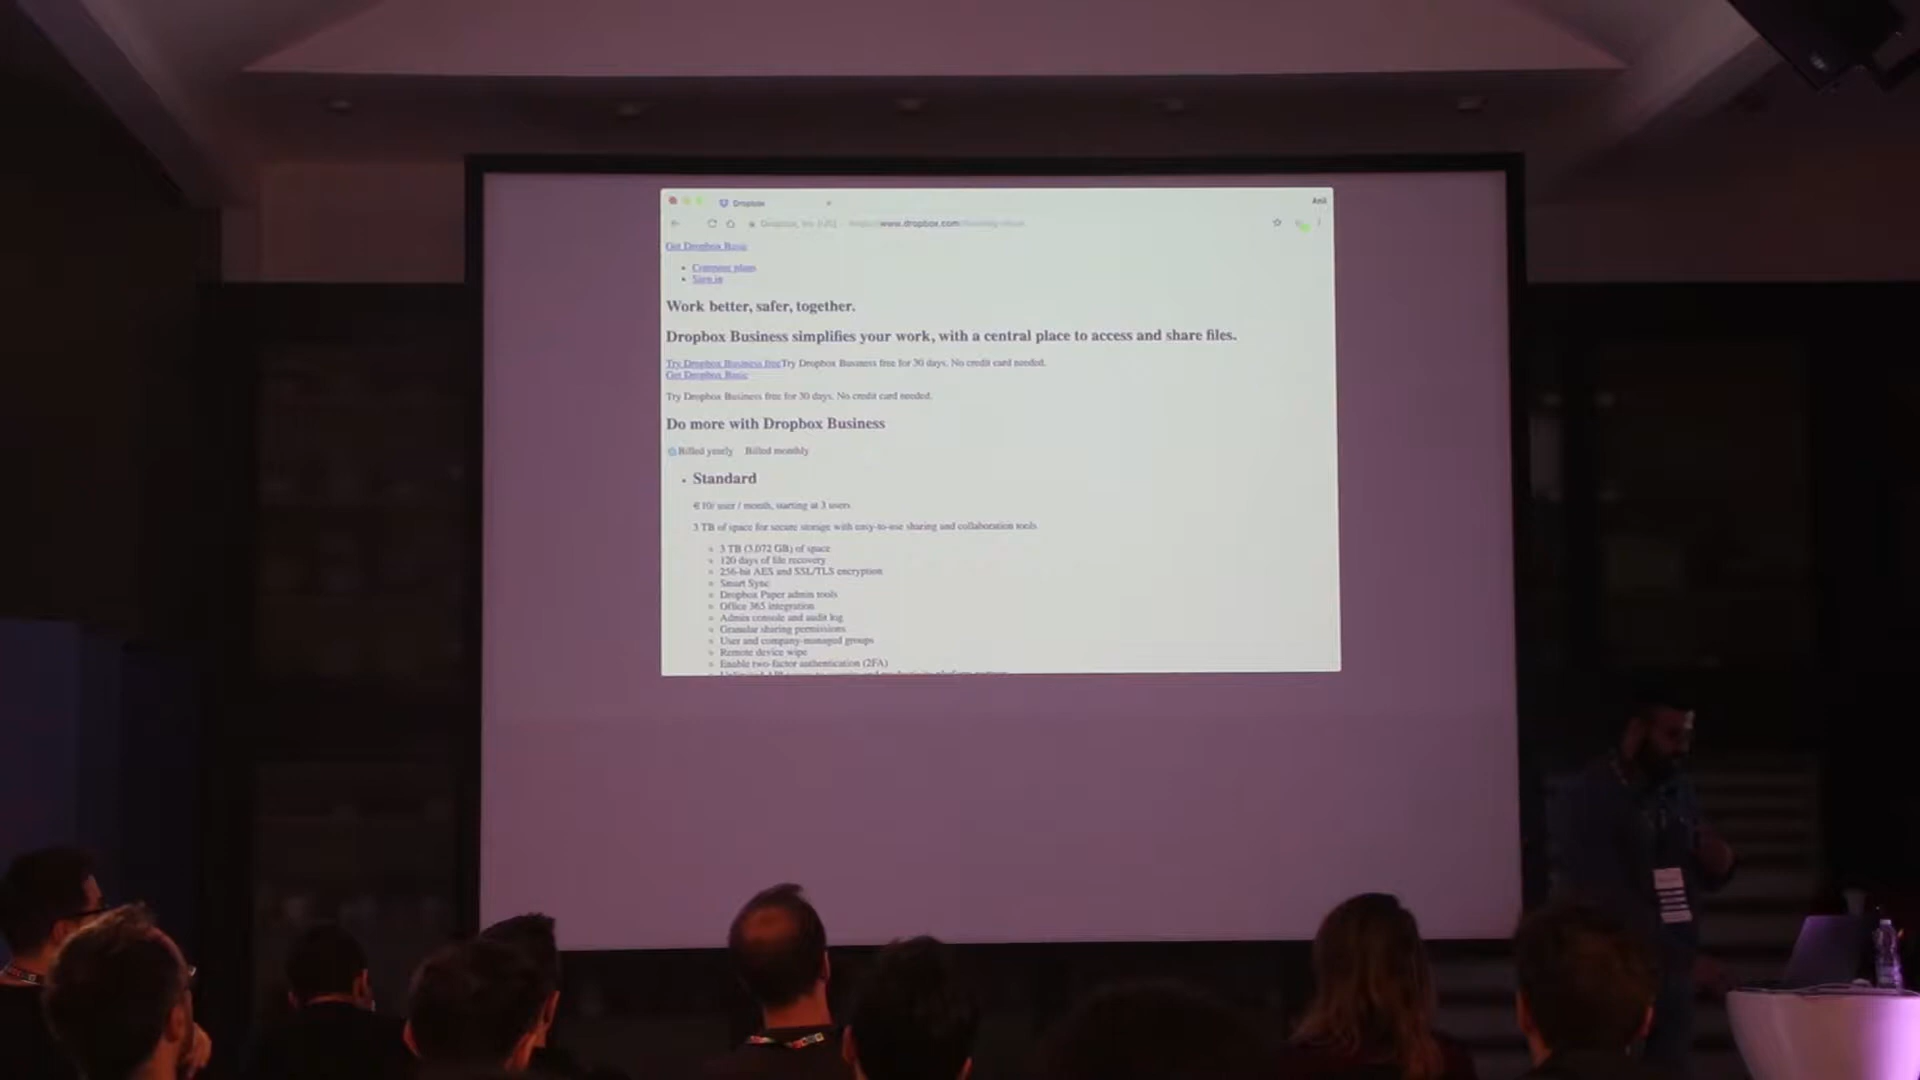 Dropbox
Anil
www.dropbox.com
Get Dropbox Basic
Compare plans
Sign in
Work better, safer, together.
Dropbox Business simplifies your work, with a central place to access and share files.
Try Dropbox Business freeTry Dropbox Business free for 30 days. No credit card needed.
Get Dropbox Basic
Try Dropbox Business free for 30 days. No credit card needed.
Do more with Dropbox Business
Billed yearly Billed monthly
Standard
€10/ user / month, starting at 3 users
3 TB of space for secure storage with easy-to-use sharing and collaboration tools
3 TB (3,072 GB) of space
120 days of file recovery
256-bit AES and SSL/TLS encryption
Smart Sync
Dropbox Paper admin tools
Office 365 integration
Admin console and audit log
Granular sharing permissions
User and company-managed groups
Remote device wipe
Enable two-factor authentication (2FA)